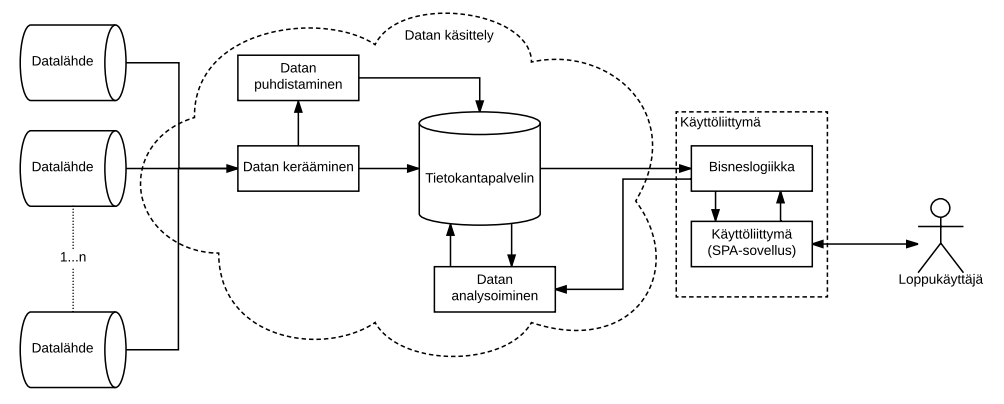 Datan käsittely
Datalähde
Datan
puhdistaminen
Käyttöliittymä
Datalähde
Datan kerääminen
Tietokantapalvelin
Bisneslogiikka
Käyttöliittymä
(SPA-sovellus)
1...n
Datan
analysoiminen
Loppukäyttäjä
Datalähde